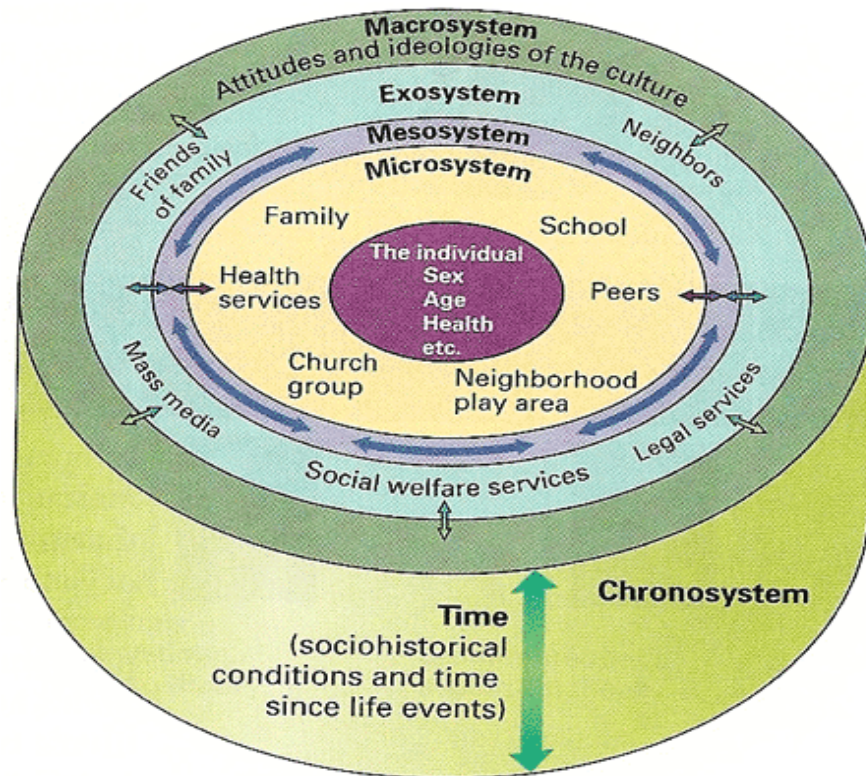 Macrosystem
Attitudes and ideologies of the culture
Exosystem
Mesosystem
Microsystem
Friends
of family
Neighbors
Family
School
The individual
Sex
Age
Health
etc.
Health
services
Peers
Church
group
Neighborhood
play area
Mass media
Legal services
Social welfare services
Chronosystem
Time
(sociohistorical
conditions and time
since life events)